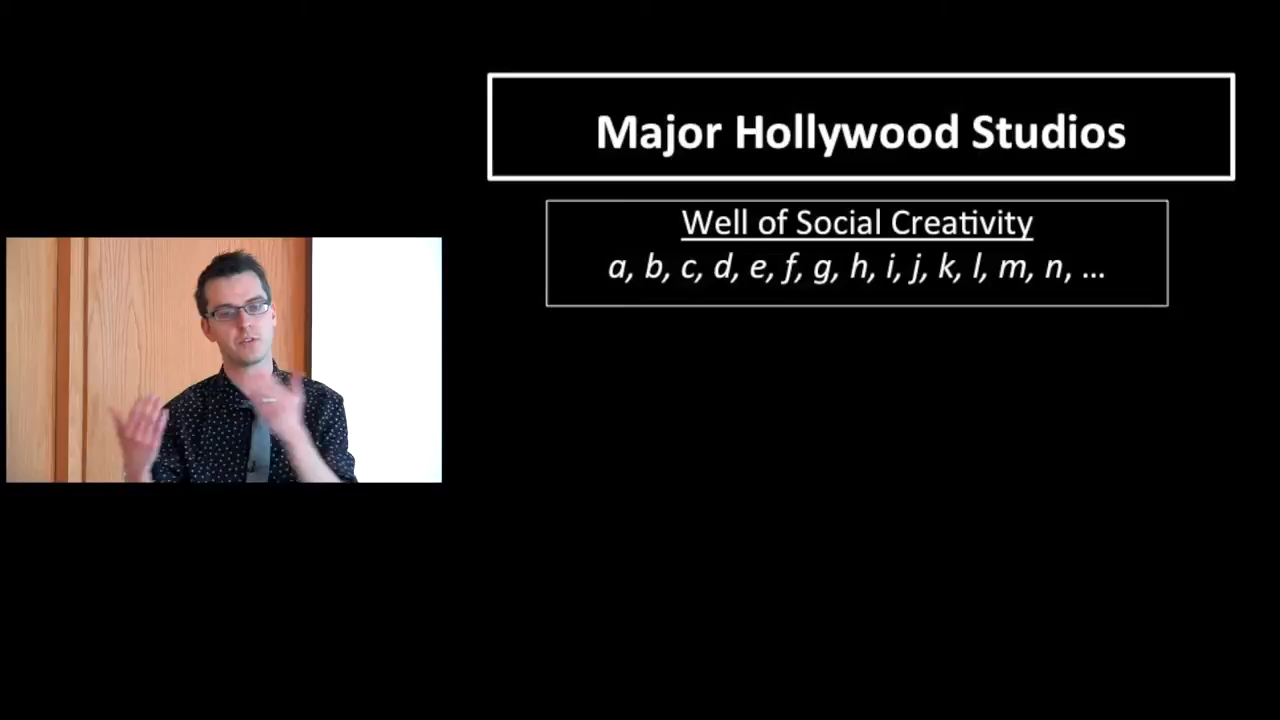 Major Hollywood Studios
Well of Social Creativity
a, b, c, d, e, f, g, h, i, j, k, l, m, n, ...